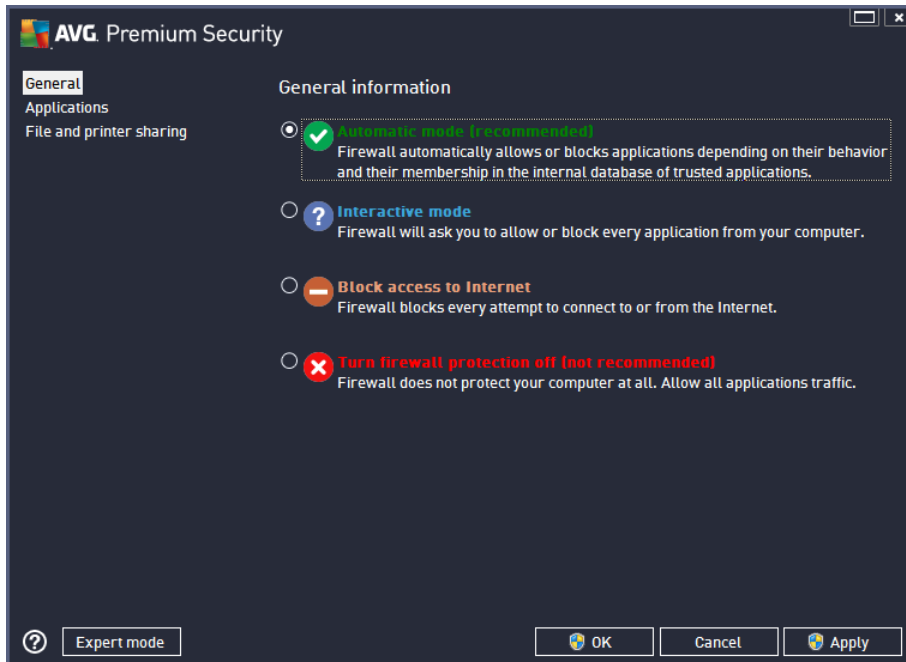 AVG. Premium Security
General
Applications
File and printer sharing
General information
Automatic mode (recommended)
Firewall automatically allows or blocks applications depending on their behavior
and their membership in the internal database of trusted applications.
Interactive mode
Firewall will ask you to allow or block every application from your computer.
Block access to Internet
Firewall blocks every attempt to connect to or from the Internet.
Turn firewall protection off (not recommended)
Firewall does not protect your computer at all. Allow all applications traffic.
Expert mode
OK
Cancel
Apply